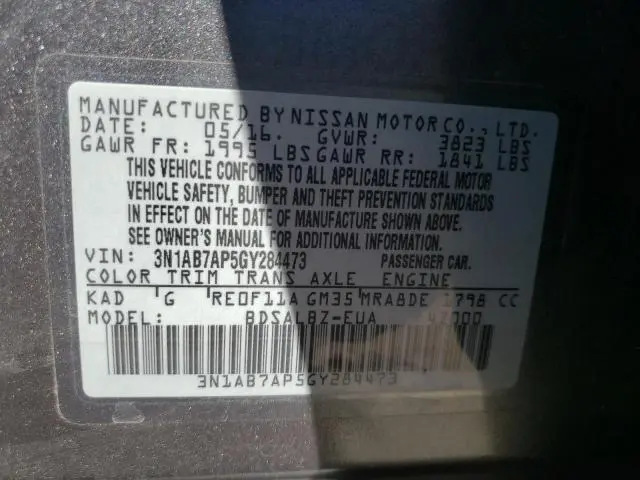 MANUFACTURED BY NISSAN MOTOR CO., LTD.
DATE: 05/16. GVWR: 3823 LBS
GAWR FR: 1995 LBS GAWR RR: 1841 LBS
THIS VEHICLE CONFORMS TO ALL APPLICABLE FEDERAL MOTOR
VEHICLE SAFETY, BUMPER AND THEFT PREVENTION STANDARDS
IN EFFECT ON THE DATE OF MANUFACTURE SHOWN ABOVE.
SEE OWNER'S MANUAL FOR ADDITIONAL INFORMATION.
VIN: 3N1AB7AP5GY284473 PASSENGER CAR.
COLOR TRIM TRANS AXLE ENGINE
KAD G RE0F11A GM35 MRA8DE 1798 CC
MODEL: BDSALBZ-EUA
3N1AB7AP5GY284473